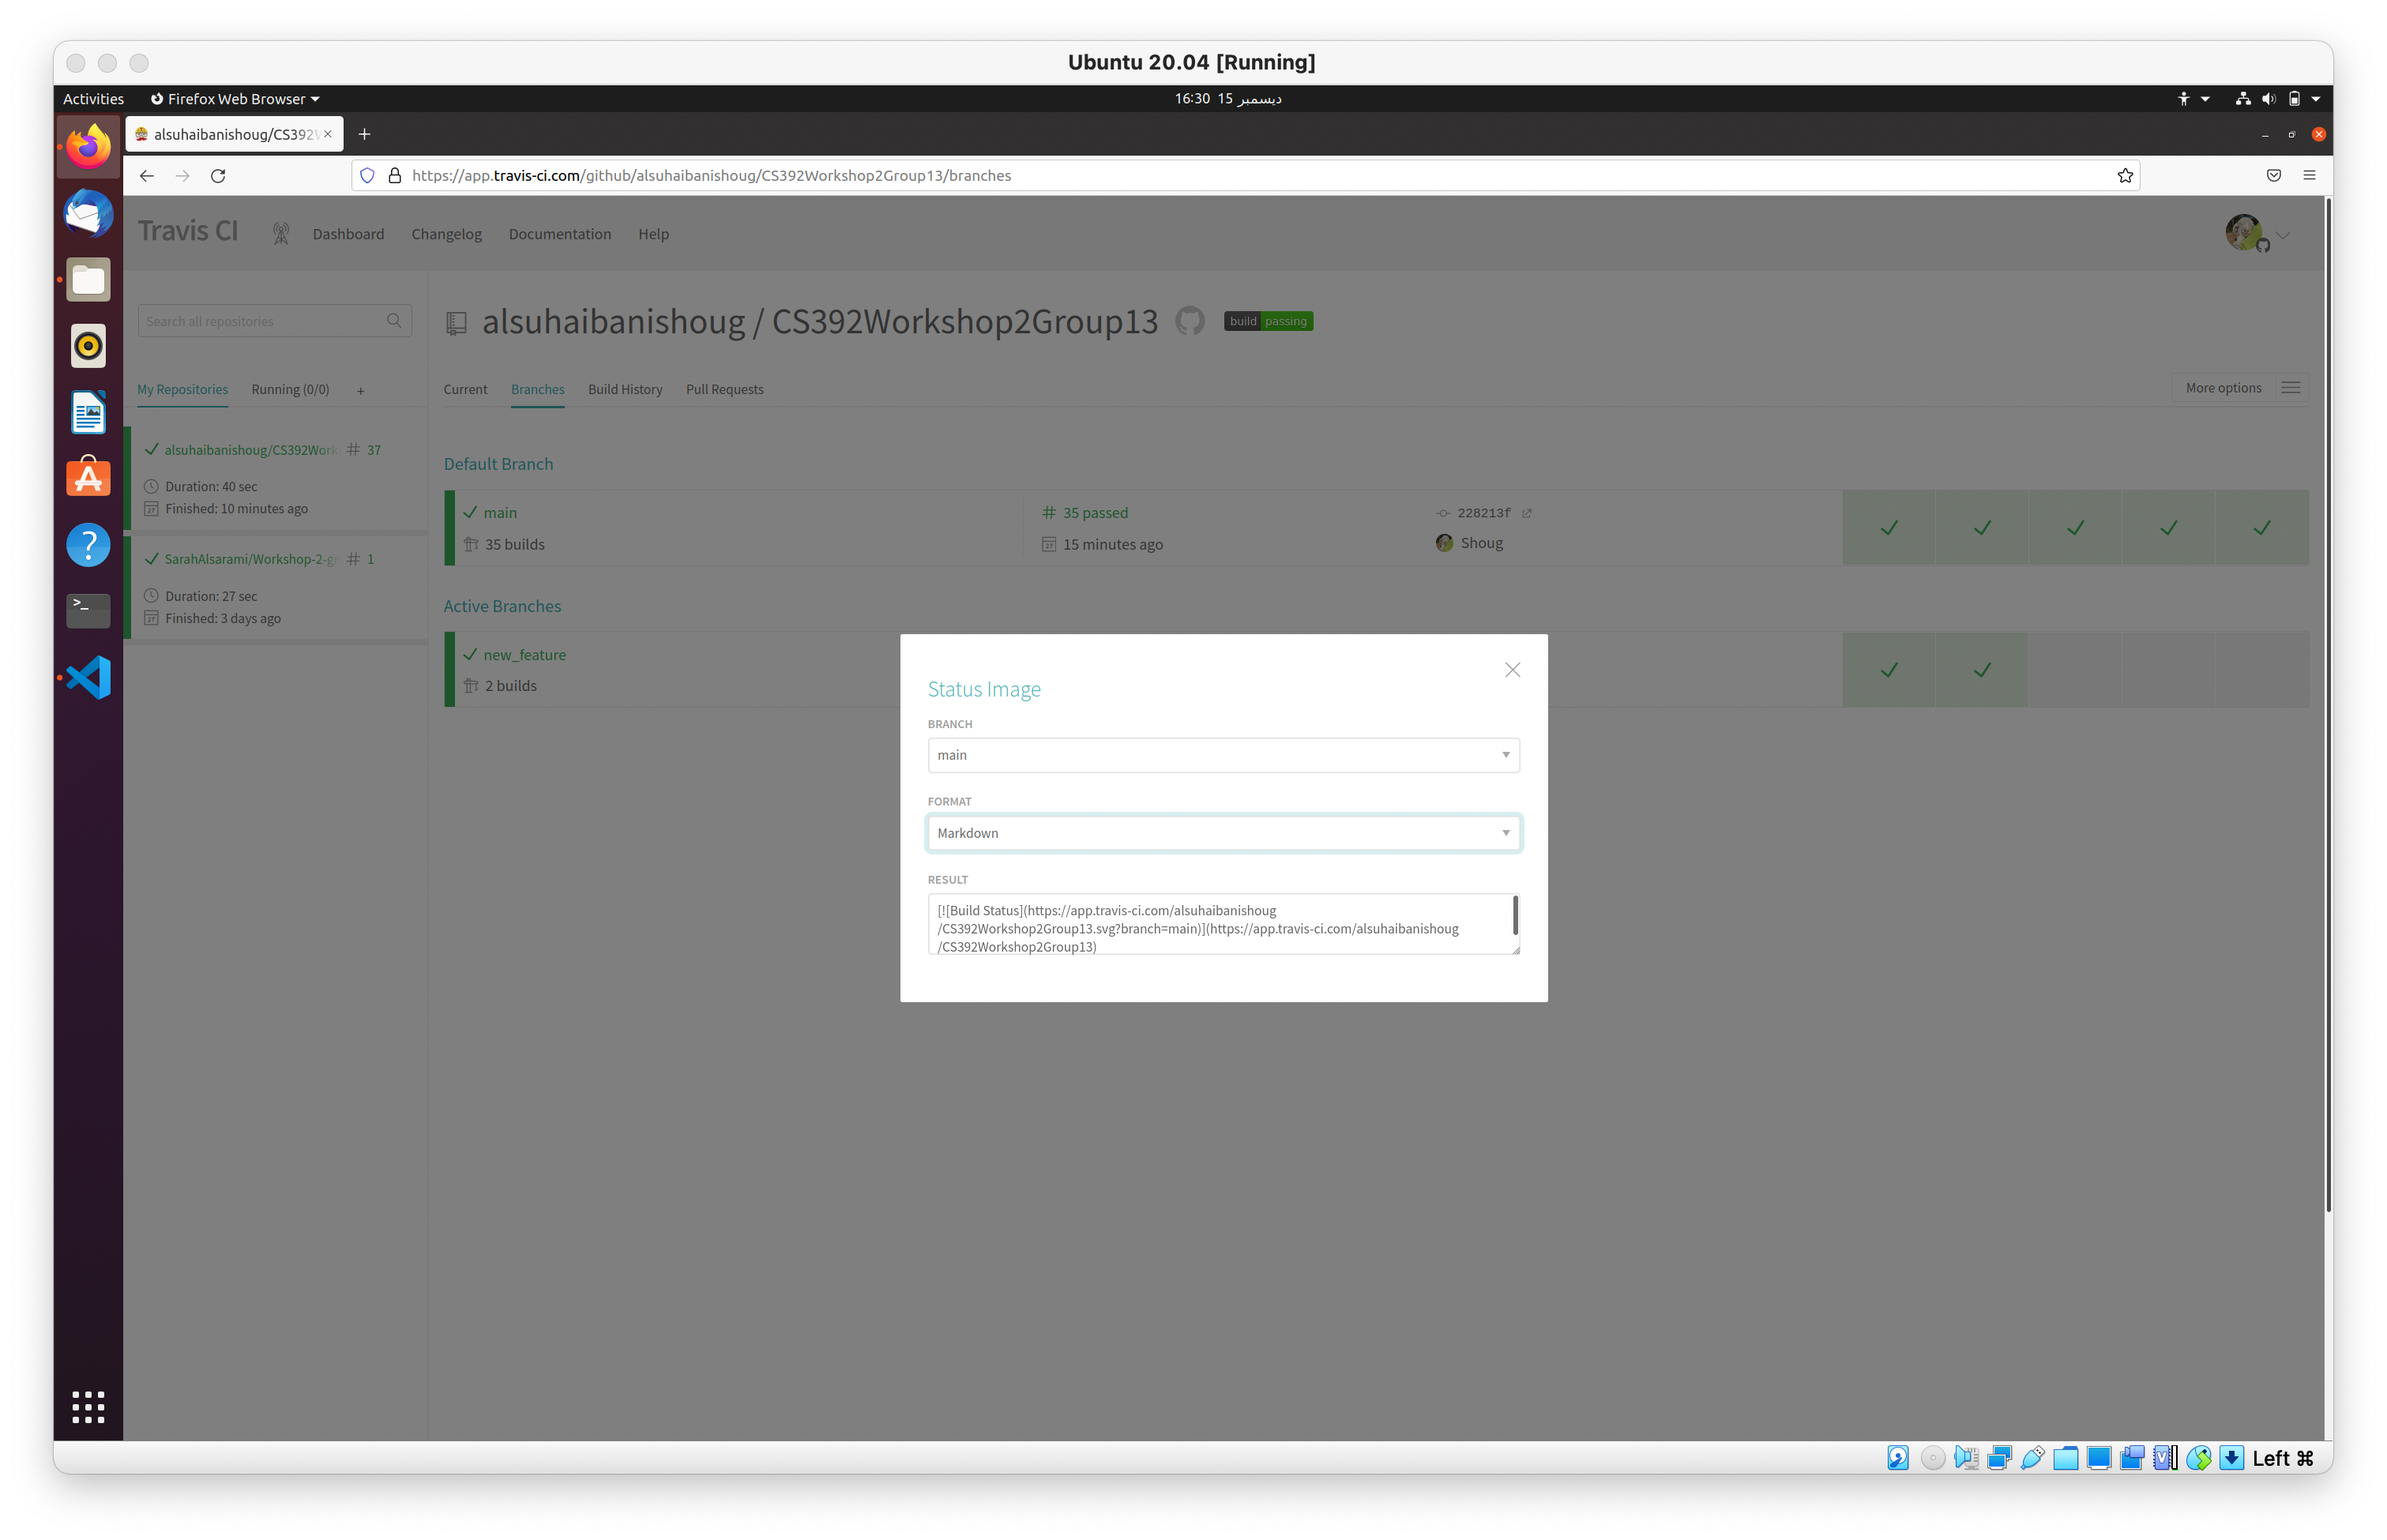 Ubuntu 20.04 [Running]
Activities
Firefox Web Browser
16:30 15 ديسمبر
alsuhaibanishoug/CS392W
https://app.travis-ci.com/github/alsuhaibanishoug/CS392Workshop2Group13/branches
Travis CI
Dashboard
Changelog
Documentation
Help
Search all repositories
alsuhaibanishoug / CS392Workshop2Group13
build passing
My Repositories
Running (0/0)
+
Current
Branches
Build History
Pull Requests
More options
alsuhaibanishoug/CS392Work
# 37
Duration: 40 sec
Finished: 10 minutes ago
SarahAlsarami/Workshop-2-gr
# 1
Duration: 27 sec
Finished: 3 days ago
Default Branch
main
35 builds
# 35 passed
15 minutes ago
228213f
Shoug
Active Branches
new_feature
2 builds
Status Image
BRANCH
main
FORMAT
Markdown
RESULT
[![Build Status](https://app.travis-ci.com/alsuhaibanishoug
/CS392Workshop2Group13.svg?branch=main)](https://app.travis-ci.com/alsuhaibanishoug
/CS392Workshop2Group13)
Left ⌘